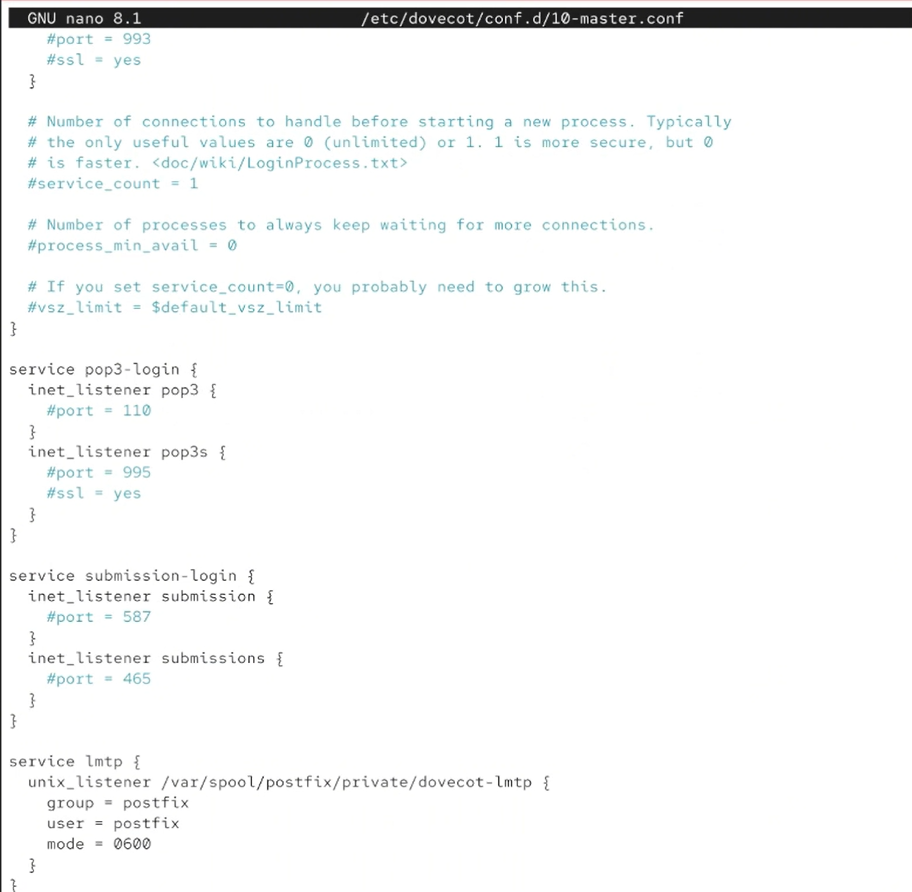 GNU nano 8.1 /etc/dovecot/conf.d/10-master.conf
    #port = 993
    #ssl = yes
  }

  # Number of connections to handle before starting a new process. Typically
  # the only useful values are 0 (unlimited) or 1. 1 is more secure, but 0
  # is faster. <doc/wiki/LoginProcess.txt>
  #service_count = 1

  # Number of processes to always keep waiting for more connections.
  #process_min_avail = 0

  # If you set service_count=0, you probably need to grow this.
  #vsz_limit = $default_vsz_limit
}

service pop3-login {
  inet_listener pop3 {
    #port = 110
  }
  inet_listener pop3s {
    #port = 995
    #ssl = yes
  }
}

service submission-login {
  inet_listener submission {
    #port = 587
  }
  inet_listener submissions {
    #port = 465
  }
}

service lmtp {
  unix_listener /var/spool/postfix/private/dovecot-lmtp {
    group = postfix
    user = postfix
    mode = 0600
  }
}